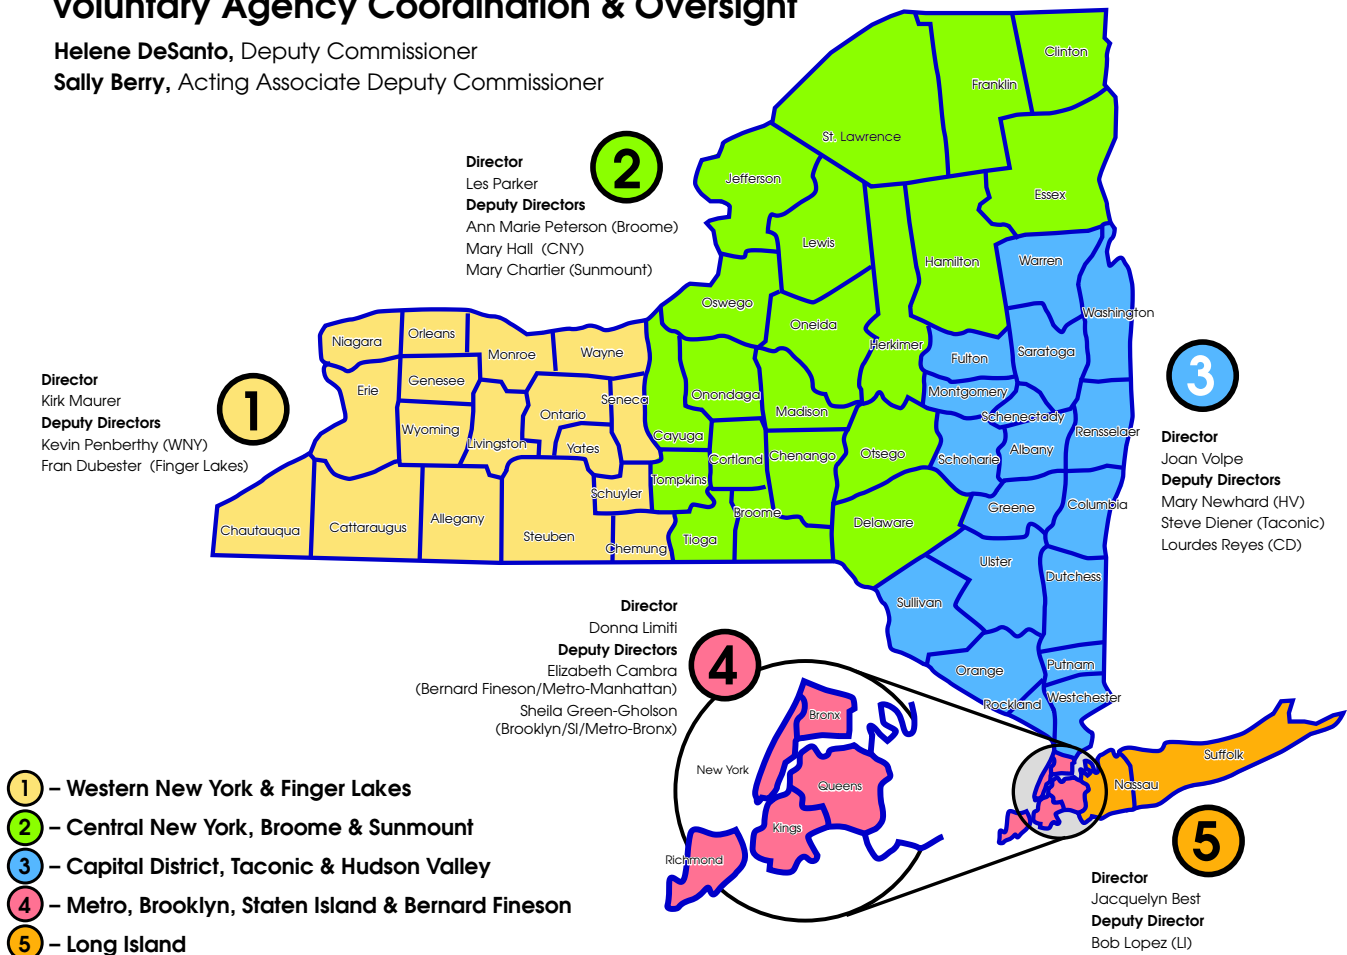 Voluntary Agency Coordination & Oversight
Helene DeSanto, Deputy Commissioner
Sally Berry, Acting Associate Deputy Commissioner
2
Director
Les Parker
Deputy Directors
Ann Marie Peterson (Broome)
Mary Hall (CNY)
Mary Chartier (Sunmount)
Clinton
Franklin
St. Lawrence
Jefferson
Essex
Lewis
Hamilton
Warren
Oswego
Washington
Oneida
Herkimer
Niagara
Orleans
Monroe
Wayne
Saratoga
Fulton
Erie
Genesee
Seneca
Onondaga
Montgomery
Madison
Ontario
Schenectady
Wyoming
Livingston
Yates
Cayuga
Cortland
Chenango
Otsego
Schoharie
Albany
Rensselaer
Tompkins
Schuyler
Broome
Greene
Columbia
Chautauqua
Cattaraugus
Allegany
Steuben
Chemung
Tioga
Delaware
Ulster
Dutchess
Sullivan
Orange
Putnam
Rockland
Westchester
Suffolk
Nassau
1
Director
Kirk Maurer
Deputy Directors
Kevin Penberthy (WNY)
Fran Dubester (Finger Lakes)
3
Director
Joan Volpe
Deputy Directors
Mary Newhard (HV)
Steve Diener (Taconic)
Lourdes Reyes (CD)
4
Director
Donna Limiti
Deputy Directors
Elizabeth Cambra
(Bernard Fineson/Metro-Manhattan)
Sheila Green-Gholson
(Brooklyn/SI/Metro-Bronx)
Bronx
New York
Queens
Kings
Richmond
5
Director
Jacquelyn Best
Deputy Director
Bob Lopez (LI)
1 – Western New York & Finger Lakes
2 – Central New York, Broome & Sunmount
3 – Capital District, Taconic & Hudson Valley
4 – Metro, Brooklyn, Staten Island & Bernard Fineson
5 – Long Island